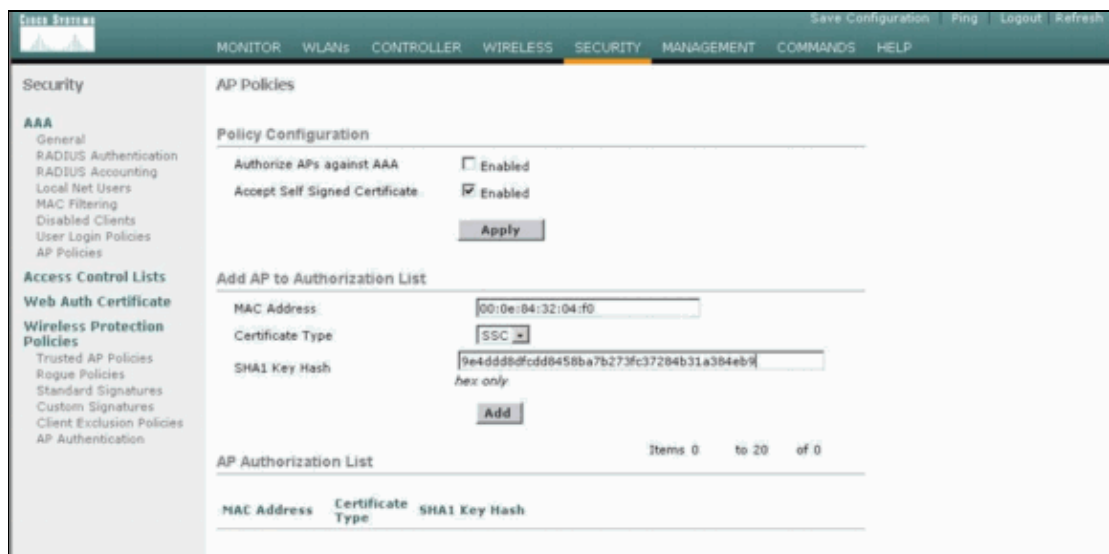 CISCO SYSTEMS
Save Configuration Ping Logout Refresh
MONITOR WLANs CONTROLLER WIRELESS SECURITY MANAGEMENT COMMANDS HELP
Security
AAA
General
RADIUS Authentication
RADIUS Accounting
Local Net Users
MAC Filtering
Disabled Clients
User Login Policies
AP Policies
Access Control Lists
Web Auth Certificate
Wireless Protection
Policies
Trusted AP Policies
Rogue Policies
Standard Signatures
Custom Signatures
Client Exclusion Policies
AP Authentication
AP Policies
Policy Configuration
Authorize APs against AAA Enabled
Accept Self Signed Certificate Enabled
Apply
Add AP to Authorization List
MAC Address 00:0e:84:32:04:f0
Certificate Type SSC
SHA1 Key Hash 9e4ddd8dfcdd8458ba7b273fc37284b31a384eb9
hex only
Add
AP Authorization List
Items 0 to 20 of 0
MAC Address Certificate Type SHA1 Key Hash